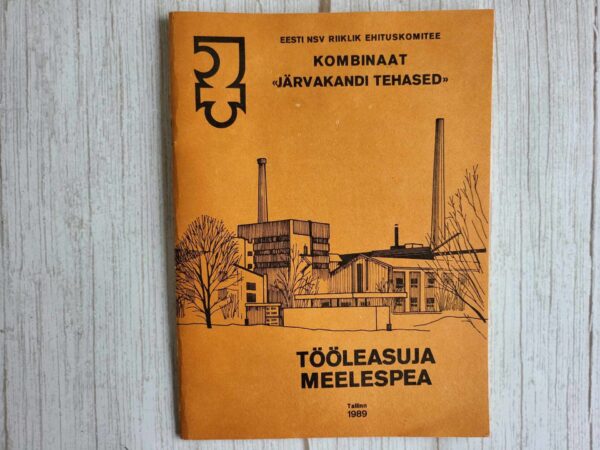 EESTI NSV RIIKLIK EHITUSKOMITEE
KOMBINAAT
«JÄRVAKANDI TEHASED»
TÖÖLEASUJA
MEELESPEA
Tallinn
1989